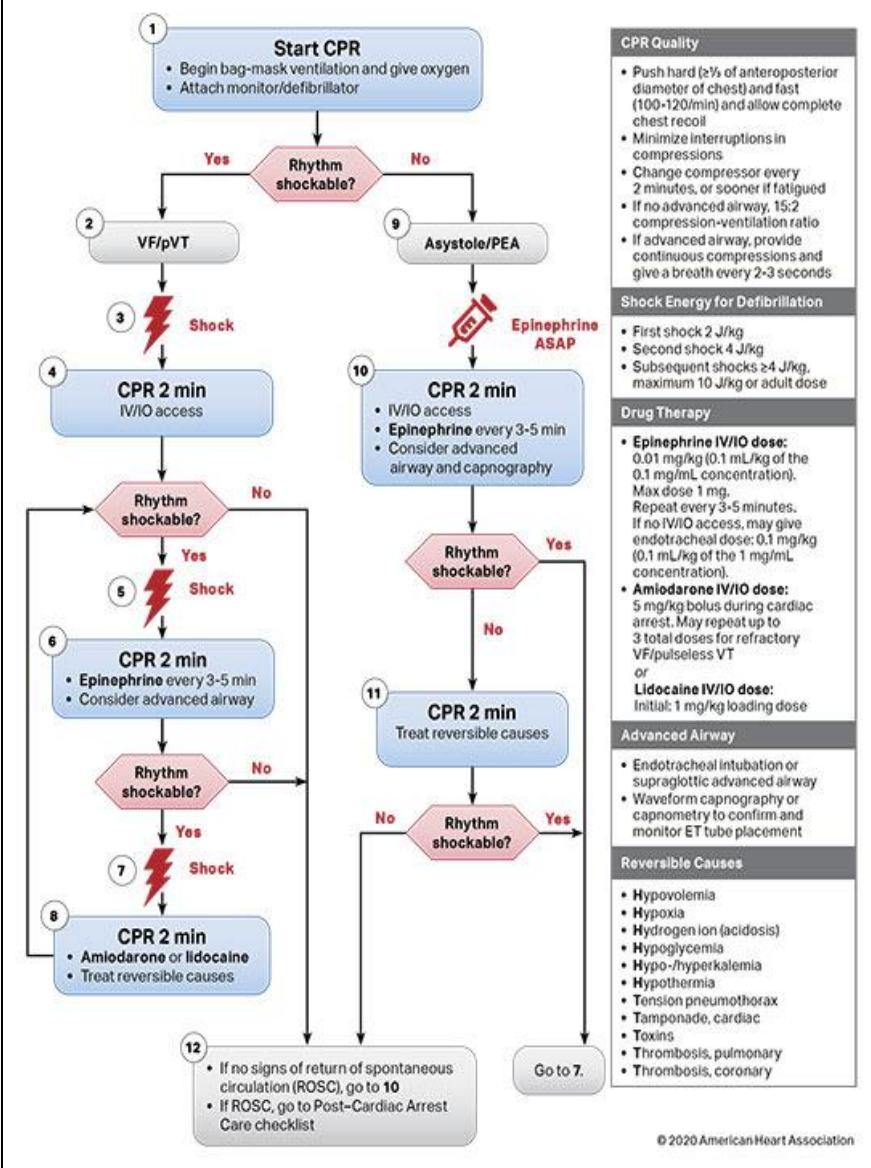 1
Start CPR
• Begin bag-mask ventilation and give oxygen
• Attach monitor/defibrillator
Yes
Rhythm
shockable?
No
2
VF/pVT
9
Asystole/PEA
3
Shock
Epinephrine
ASAP
4
CPR 2 min
IV/IO access
10
CPR 2 min
• IV/IO access
• Epinephrine every 3-5 min
• Consider advanced
airway and capnography
Rhythm
shockable?
No
Yes
5
Shock
Rhythm
shockable?
Yes
No
6
CPR 2 min
• Epinephrine every 3-5 min
• Consider advanced airway
11
CPR 2 min
Treat reversible causes
Rhythm
shockable?
No
Yes
7
Shock
No
Rhythm
shockable?
Yes
8
CPR 2 min
• Amiodarone or lidocaine
• Treat reversible causes
12
• If no signs of return of spontaneous
circulation (ROSC), go to 10
• If ROSC, go to Post–Cardiac Arrest
Care checklist
Go to 7.
CPR Quality
• Push hard (≥⅓ of anteroposterior
diameter of chest) and fast
(100-120/min) and allow complete
chest recoil
• Minimize interruptions in
compressions
• Change compressor every
2 minutes, or sooner if fatigued
• If no advanced airway, 15:2
compression-ventilation ratio
• If advanced airway, provide
continuous compressions and
give a breath every 2-3 seconds
Shock Energy for Defibrillation
• First shock 2 J/kg
• Second shock 4 J/kg
• Subsequent shocks ≥4 J/kg,
maximum 10 J/kg or adult dose
Drug Therapy
• Epinephrine IV/IO dose:
0.01 mg/kg (0.1 mL/kg of the
0.1 mg/mL concentration).
Max dose 1 mg.
Repeat every 3-5 minutes.
If no IV/IO access, may give
endotracheal dose: 0.1 mg/kg
(0.1 mL/kg of the 1 mg/mL
concentration).
• Amiodarone IV/IO dose:
5 mg/kg bolus during cardiac
arrest. May repeat up to
3 total doses for refractory
VF/pulseless VT
or
Lidocaine IV/IO dose:
Initial: 1 mg/kg loading dose
Advanced Airway
• Endotracheal intubation or
supraglottic advanced airway
• Waveform capnography or
capnometry to confirm and
monitor ET tube placement
Reversible Causes
• Hypovolemia
• Hypoxia
• Hydrogen ion (acidosis)
• Hypoglycemia
• Hypo-/hyperkalemia
• Hypothermia
• Tension pneumothorax
• Tamponade, cardiac
• Toxins
• Thrombosis, pulmonary
• Thrombosis, coronary
© 2020 American Heart Association